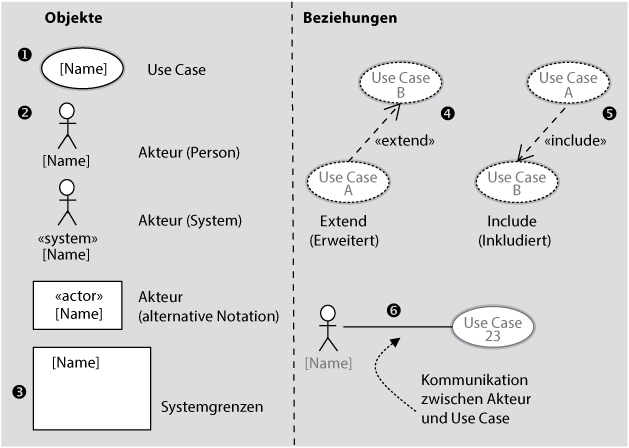 Objekte
❶
[Name]
Use Case
❷
[Name]
Akteur (Person)
«system»
[Name]
Akteur (System)
«actor»
[Name]
Akteur
(alternative Notation)
❸
[Name]
Systemgrenzen
Beziehungen
Use Case
B
❹
«extend»
Use Case
A
Extend
(Erweitert)
Use Case
A
❺
«include»
Use Case
B
Include
(Inkludiert)
❻
[Name]
Use Case
23
Kommunikation
zwischen Akteur
und Use Case